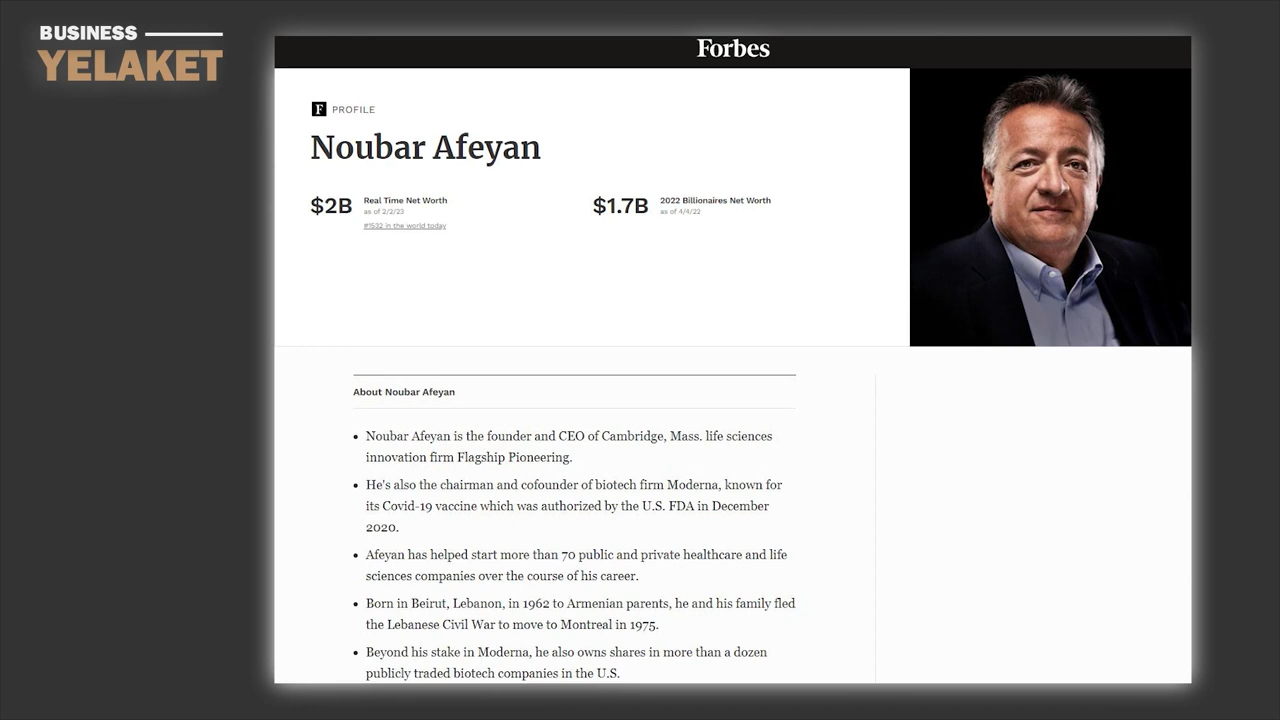 BUSINESS
YELAKET
Forbes
F PROFILE
Noubar Afeyan
$2B Real Time Net Worth
as of 2/2/23
#1532 in the world today
$1.7B 2022 Billionaires Net Worth
as of 4/4/22
About Noubar Afeyan
• Noubar Afeyan is the founder and CEO of Cambridge, Mass. life sciences
innovation firm Flagship Pioneering.
• He's also the chairman and cofounder of biotech firm Moderna, known for
its Covid-19 vaccine which was authorized by the U.S. FDA in December
2020.
• Afeyan has helped start more than 70 public and private healthcare and life
sciences companies over the course of his career.
• Born in Beirut, Lebanon, in 1962 to Armenian parents, he and his family fled
the Lebanese Civil War to move to Montreal in 1975.
• Beyond his stake in Moderna, he also owns shares in more than a dozen
publicly traded biotech companies in the U.S.